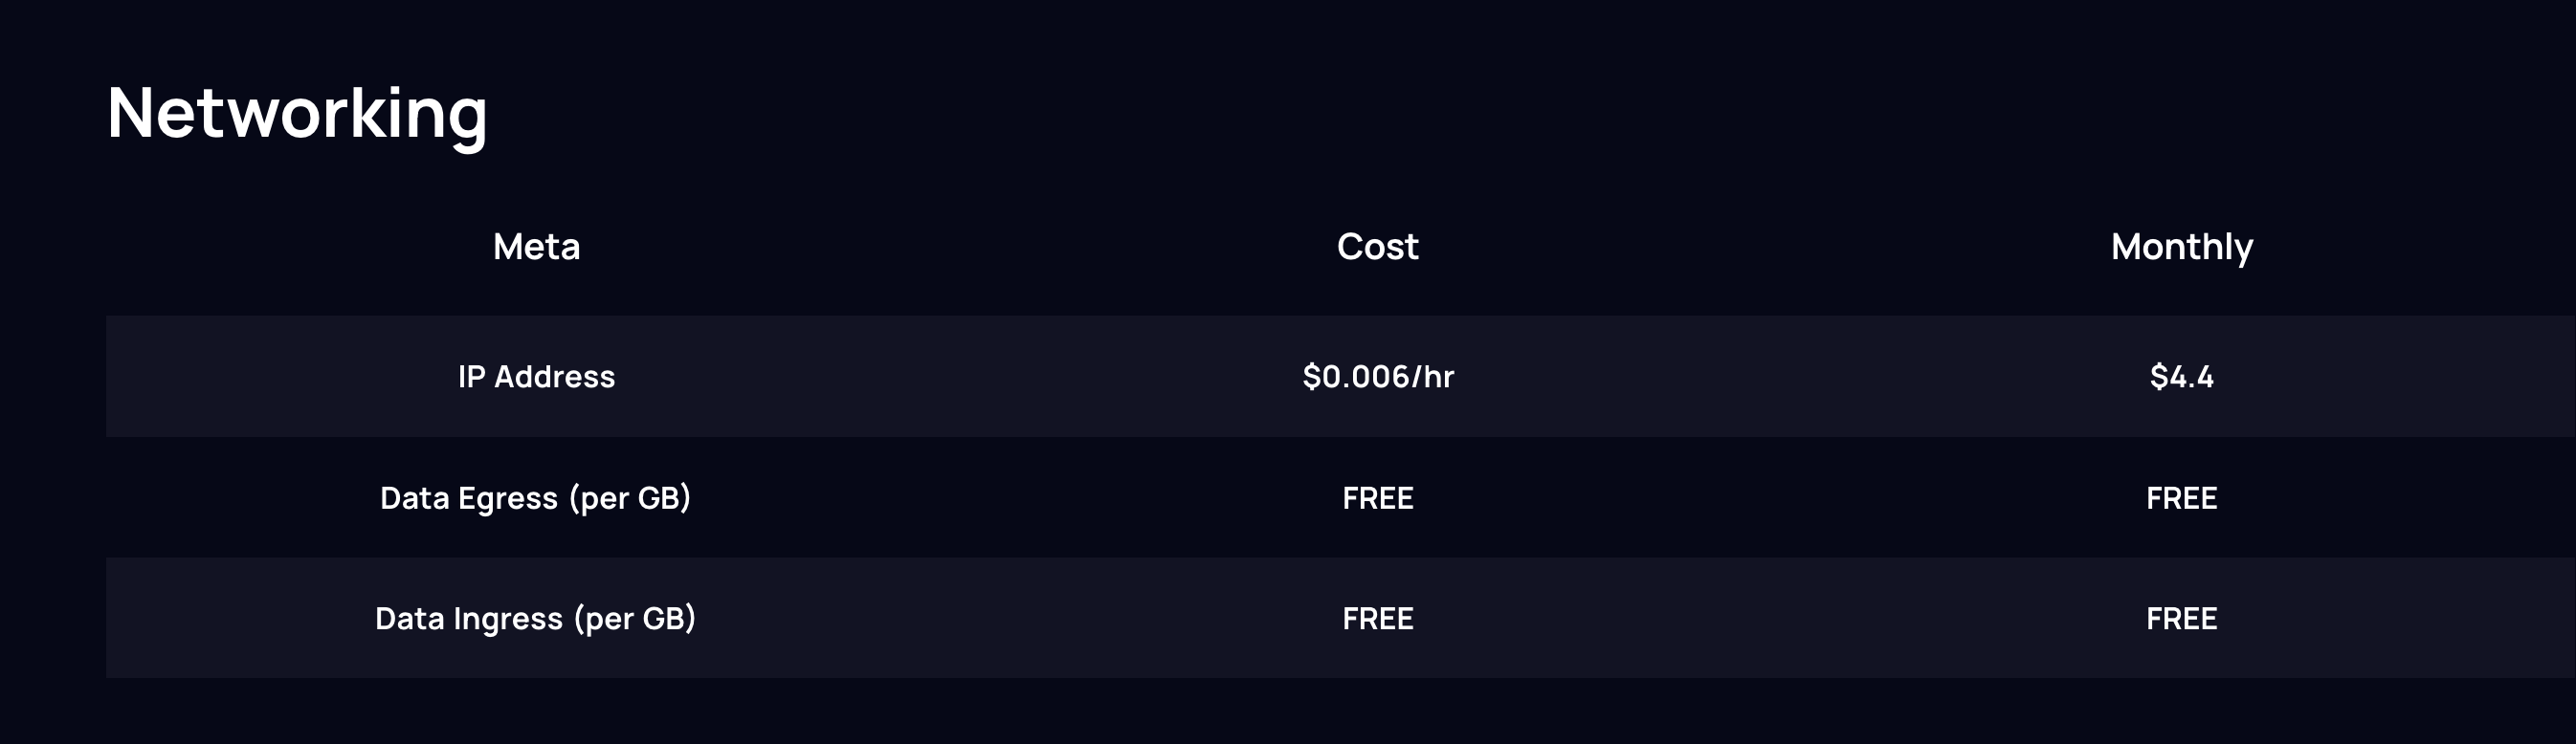 Networking
Meta Cost Monthly
IP Address $0.006/hr $4.4
Data Egress (per GB) FREE FREE
Data Ingress (per GB) FREE FREE